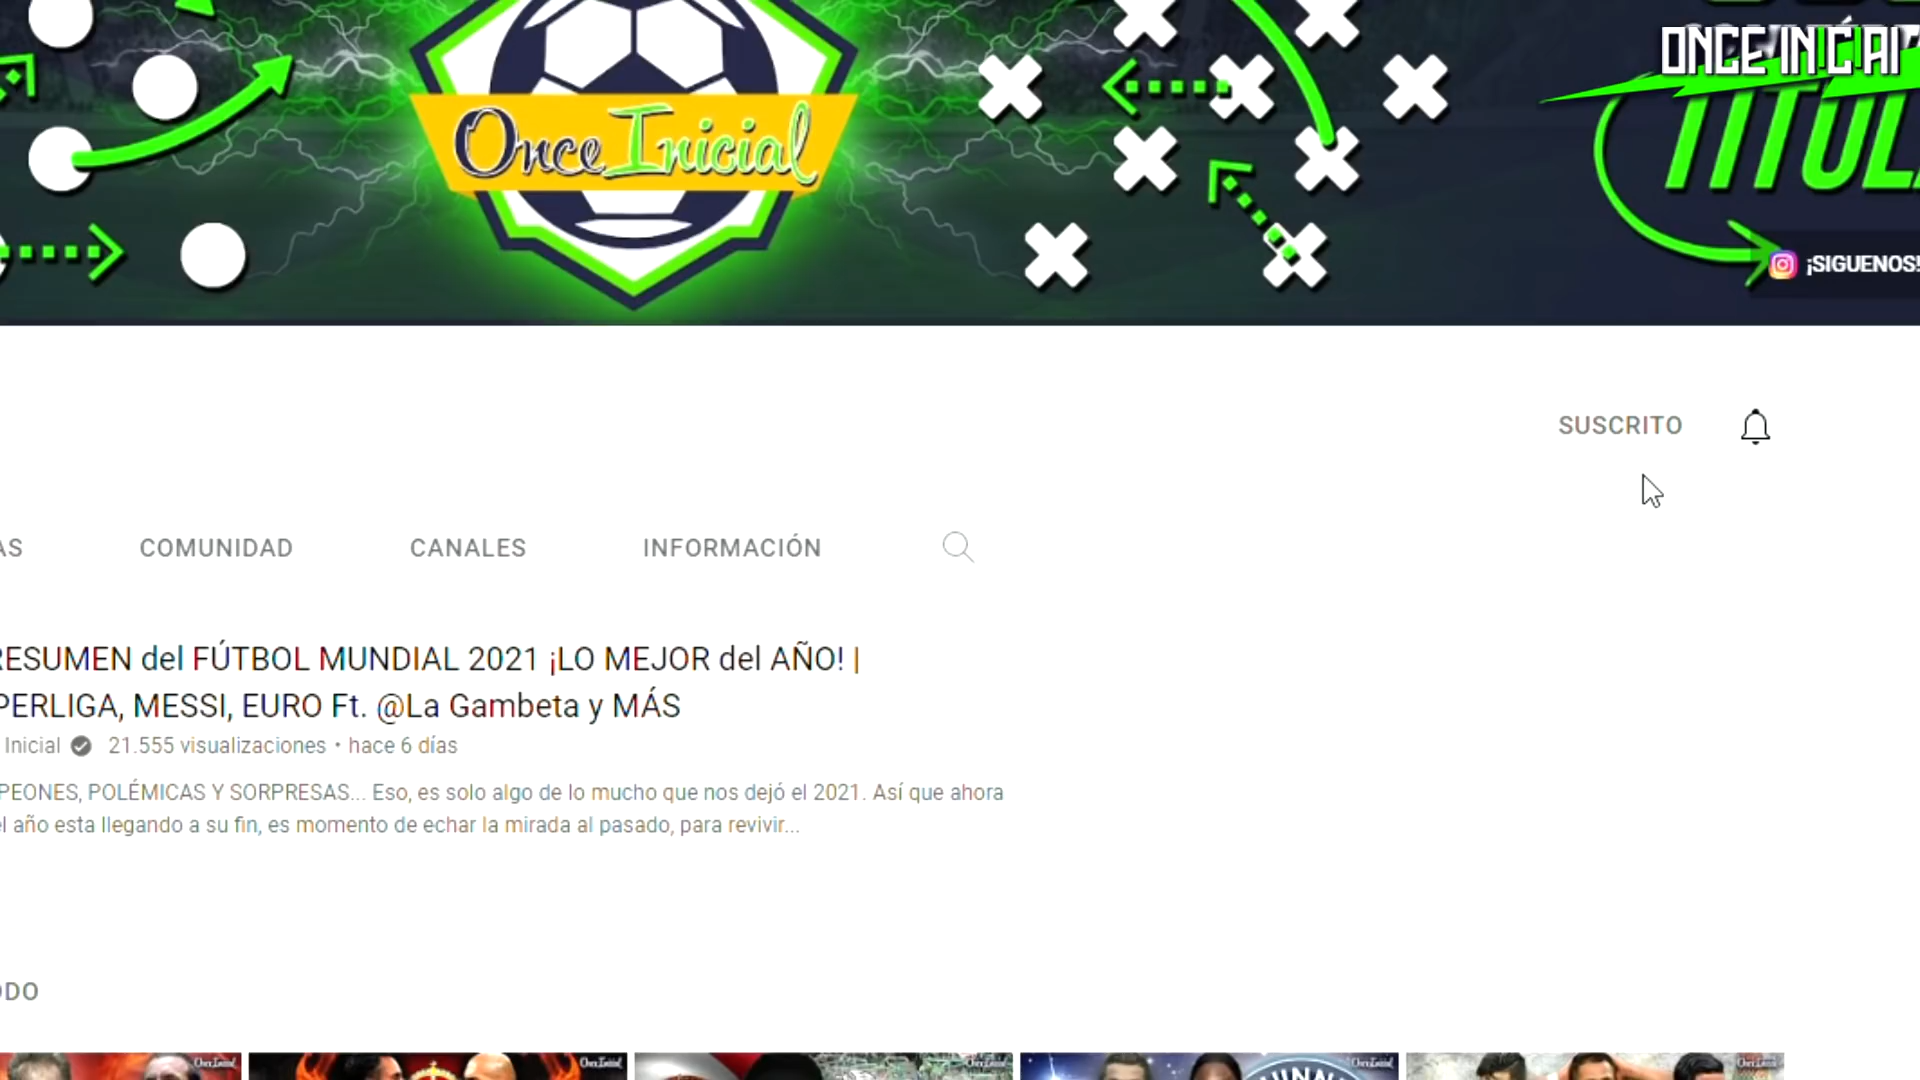 Once Inicial
¡SIGUENOS!
SUSCRITO
COMUNIDAD
CANALES
INFORMACIÓN
RESUMEN del FÚTBOL MUNDIAL 2021 ¡LO MEJOR del AÑO! |
PERLIGA, MESSI, EURO Ft. @La Gambeta y MÁS
Inicial 21.555 visualizaciones • hace 6 días
PEONES, POLÉMICAS Y SORPRESAS... Eso, es solo algo de lo mucho que nos dejó el 2021. Así que ahora
el año esta llegando a su fin, es momento de echar la mirada al pasado, para revivir...